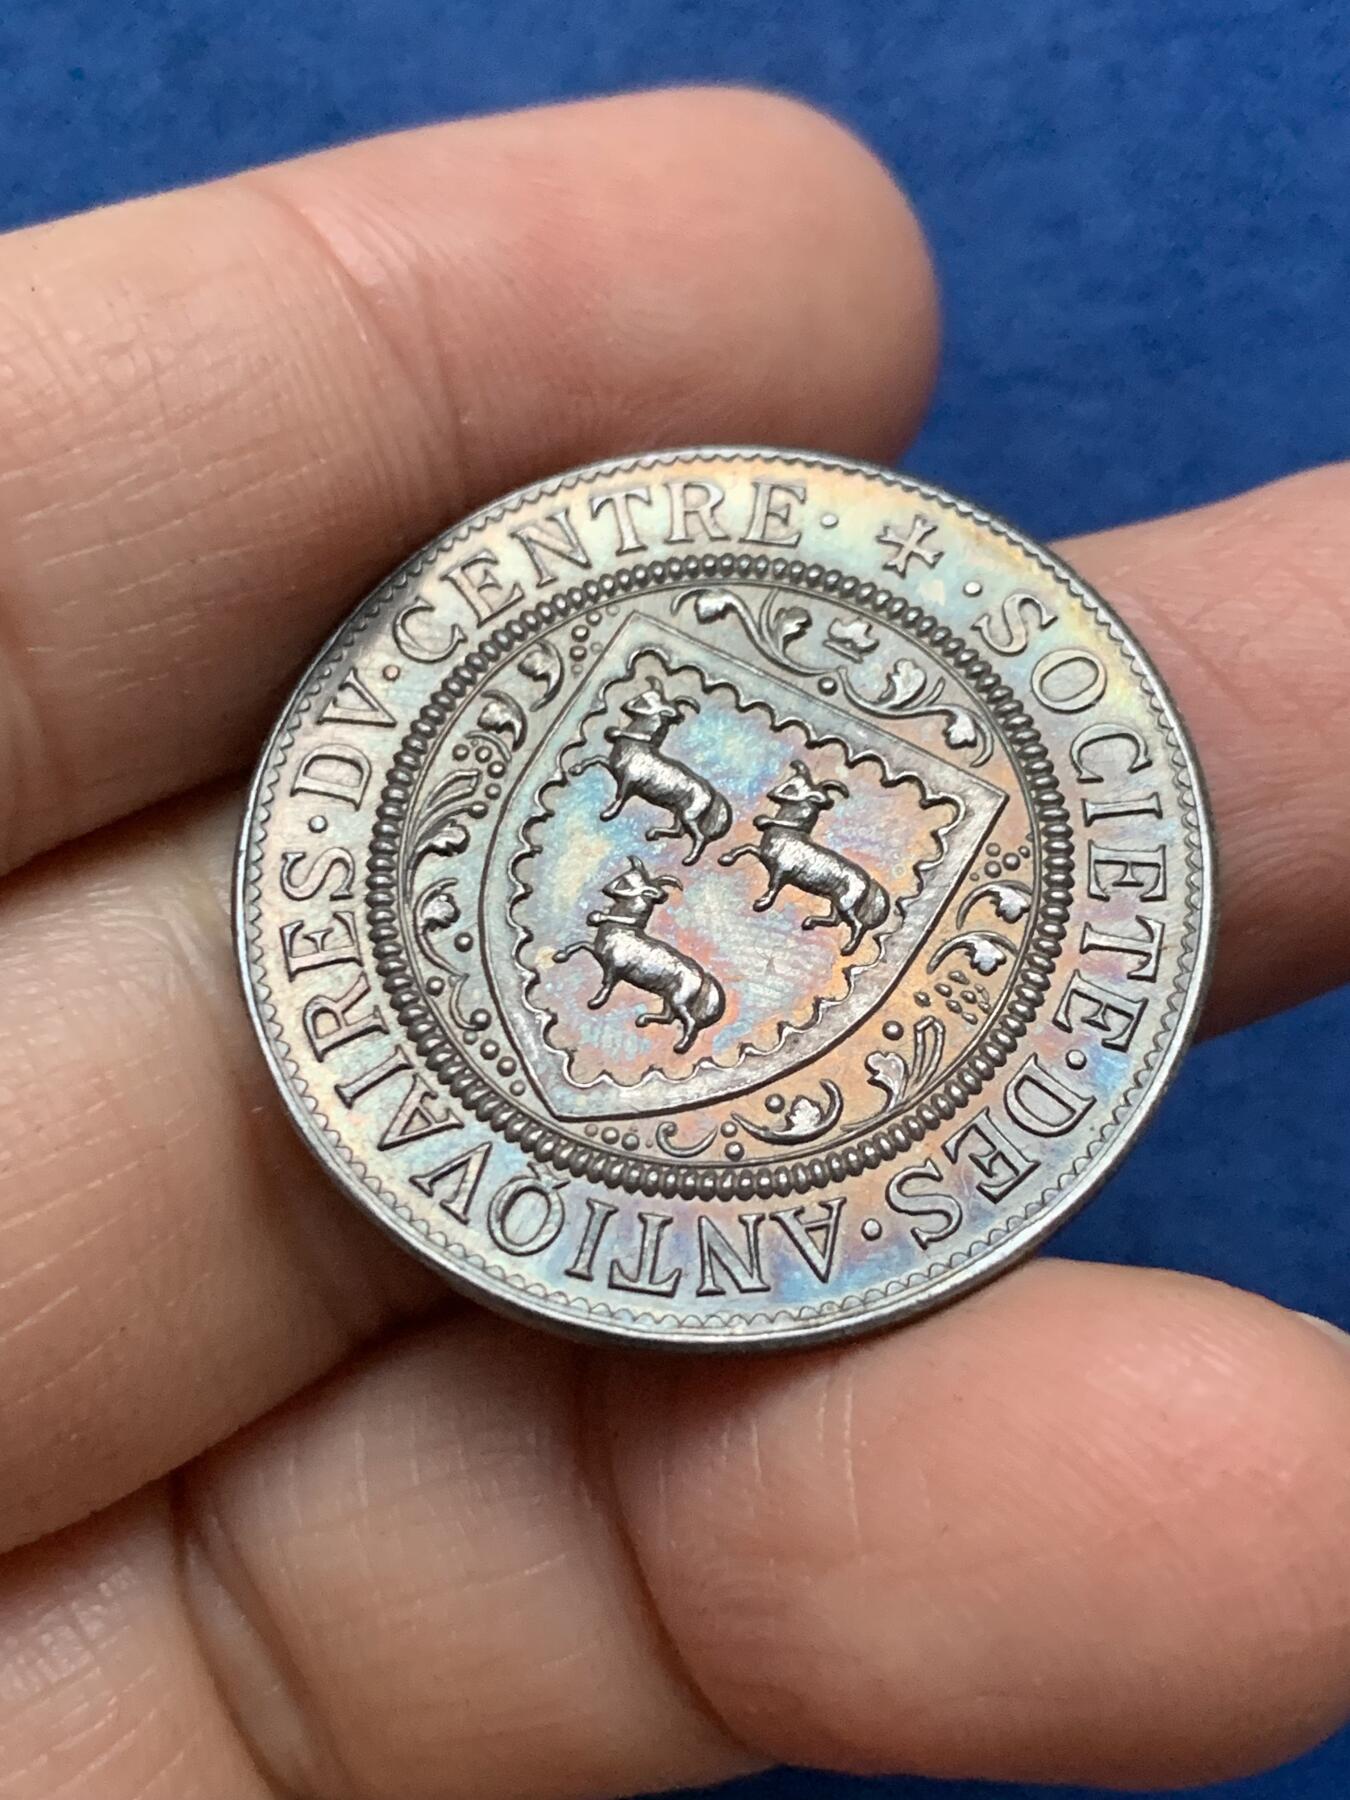 ✠ · SOCIETE · DES · ANTIQVAIRES · DV · CENTRE ·